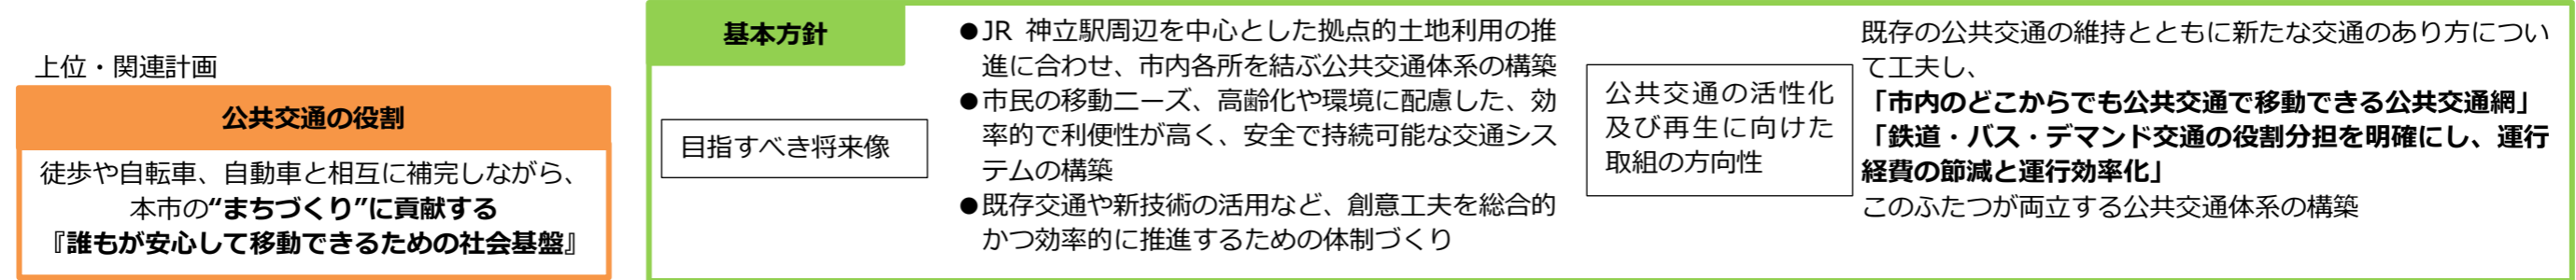 上位・関連計画
公共交通の役割
徒歩や自転車、自動車と相互に補完しながら、
本市の“まちづくり”に貢献する
『誰もが安心して移動できるための社会基盤』
基本方針
目指すべき将来像
●JR 神立駅周辺を中心とした拠点的土地利用の推
進に合わせ、市内各所を結ぶ公共交通体系の構築
●市民の移動ニーズ、高齢化や環境に配慮した、効
率的で利便性が高く、安全で持続可能な交通シス
テムの構築
●既存交通や新技術の活用など、創意工夫を総合的
かつ効率的に推進するための体制づくり
公共交通の活性化
及び再生に向けた
取組の方向性
既存の公共交通の維持とともに新たな交通のあり方につい
て工夫し、
「市内のどこからでも公共交通で移動できる公共交通網」
「鉄道・バス・デマンド交通の役割分担を明確にし、運行
経費の節減と運行効率化」
このふたつが両立する公共交通体系の構築